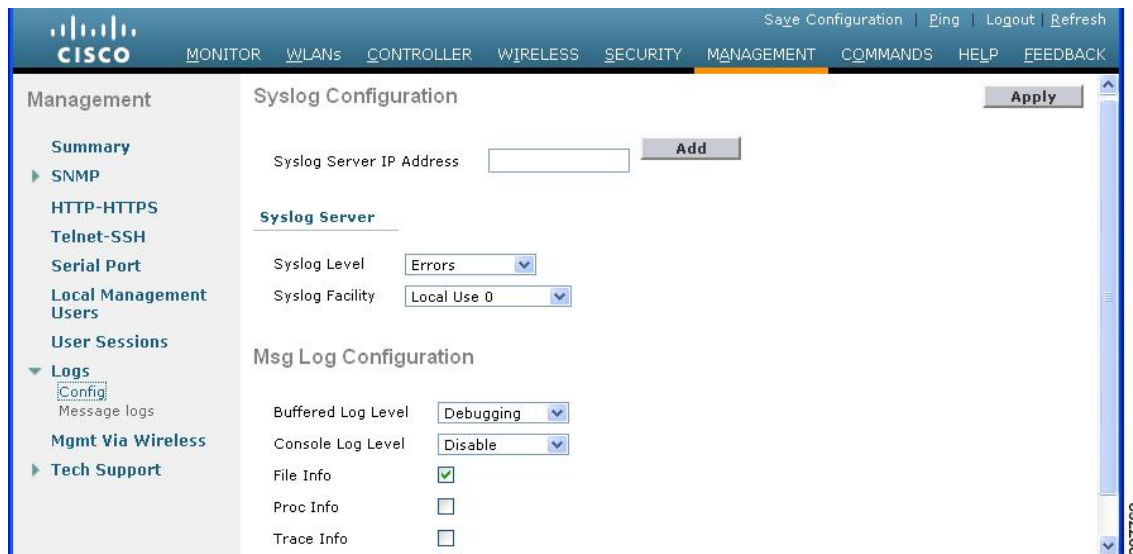 Save Configuration | Ping | Logout | Refresh
CISCO
MONITOR WLANs CONTROLLER WIRELESS SECURITY MANAGEMENT COMMANDS HELP FEEDBACK
Management
Summary
SNMP
HTTP-HTTPS
Telnet-SSH
Serial Port
Local Management
Users
User Sessions
Logs
Config
Message logs
Mgmt Via Wireless
Tech Support
Syslog Configuration
Apply
Syslog Server IP Address
Add
Syslog Server
Syslog Level Errors
Syslog Facility Local Use 0
Msg Log Configuration
Buffered Log Level Debugging
Console Log Level Disable
File Info
Proc Info
Trace Info